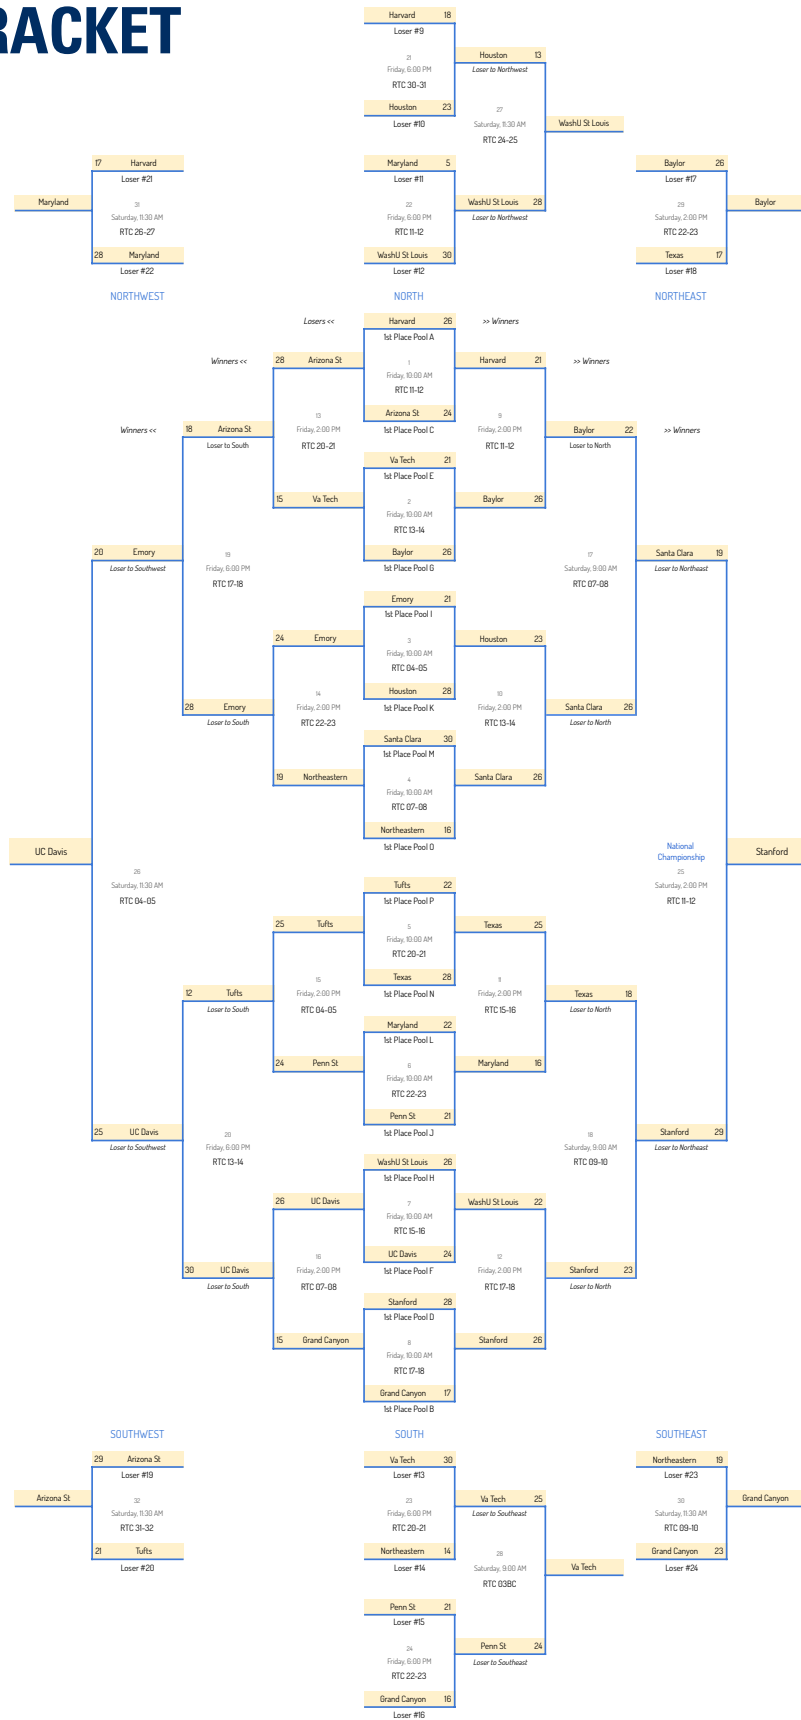 RACKET
Harvard 18
Loser #9
21
Friday, 6:00 PM
RTC 30-31
Houston 23
Loser #10
Houston 13
Loser to Northwest
27
Saturday, 11:30 AM
RTC 24-25
WashU St Louis
17 Harvard
Loser #21
Maryland
31
Saturday, 11:30 AM
RTC 26-27
28 Maryland
Loser #22
Maryland 5
Loser #11
22
Friday, 6:00 PM
RTC 11-12
WashU St Louis 30
Loser #12
WashU St Louis 28
Loser to Northwest
Baylor 26
Loser #17
29
Saturday, 2:00 PM
RTC 22-23
Texas 17
Loser #18
Baylor
NORTHWEST
NORTH
NORTHEAST
Losers <<
>> Winners
Winners <<
>> Winners
Winners <<
>> Winners
Harvard 26
1st Place Pool A
1
Friday, 10:00 AM
RTC 11-12
Arizona St 24
1st Place Pool C
28 Arizona St
Harvard 21
13
Friday, 2:00 PM
RTC 20-21
9
Friday, 2:00 PM
RTC 11-12
18 Arizona St
Loser to South
Baylor 22
Loser to North
Va Tech 21
1st Place Pool E
2
Friday, 10:00 AM
RTC 13-14
Baylor 26
1st Place Pool G
15 Va Tech
Baylor 26
20 Emory
Loser to Southwest
19
Friday, 6:00 PM
RTC 17-18
17
Saturday, 9:00 AM
RTC 07-08
Santa Clara 19
Loser to Northeast
Emory 21
1st Place Pool I
3
Friday, 10:00 AM
RTC 04-05
Houston 28
1st Place Pool K
24 Emory
Houston 23
14
Friday, 2:00 PM
RTC 22-23
10
Friday, 2:00 PM
RTC 13-14
28 Emory
Loser to South
Santa Clara 26
Loser to North
Santa Clara 30
1st Place Pool M
4
Friday, 10:00 AM
RTC 07-08
Northeastern 16
1st Place Pool O
19 Northeastern
Santa Clara 26
UC Davis
26
Saturday, 11:30 AM
RTC 04-05
National
Championship
25
Saturday, 2:00 PM
RTC 11-12
Stanford
Tufts 22
1st Place Pool P
5
Friday, 10:00 AM
RTC 20-21
Texas 28
1st Place Pool N
25 Tufts
Texas 25
15
Friday, 2:00 PM
RTC 04-05
11
Friday, 2:00 PM
RTC 15-16
12 Tufts
Loser to South
Texas 18
Loser to North
Maryland 22
1st Place Pool L
6
Friday, 10:00 AM
RTC 22-23
Penn St 21
1st Place Pool J
24 Penn St
Maryland 16
25 UC Davis
Loser to Southwest
20
Friday, 6:00 PM
RTC 13-14
18
Saturday, 9:00 AM
RTC 09-10
Stanford 29
Loser to Northeast
WashU St Louis 26
1st Place Pool H
7
Friday, 10:00 AM
RTC 15-16
UC Davis 24
1st Place Pool F
26 UC Davis
WashU St Louis 22
16
Friday, 2:00 PM
RTC 07-08
12
Friday, 2:00 PM
RTC 17-18
30 UC Davis
Loser to South
Stanford 23
Loser to North
Stanford 28
1st Place Pool D
8
Friday, 10:00 AM
RTC 17-18
Grand Canyon 17
1st Place Pool B
15 Grand Canyon
Stanford 26
SOUTHWEST
SOUTH
SOUTHEAST
29 Arizona St
Loser #19
Arizona St
32
Saturday, 11:30 AM
RTC 31-32
21 Tufts
Loser #20
Va Tech 30
Loser #13
23
Friday, 6:00 PM
RTC 20-21
Northeastern 14
Loser #14
Va Tech 25
Loser to Southeast
28
Saturday, 9:00 AM
RTC 03BC
Va Tech
Northeastern 19
Loser #23
30
Saturday, 11:30 AM
RTC 09-10
Grand Canyon 23
Loser #24
Grand Canyon
Penn St 21
Loser #15
24
Friday, 6:00 PM
RTC 22-23
Grand Canyon 16
Loser #16
Penn St 24
Loser to Southeast